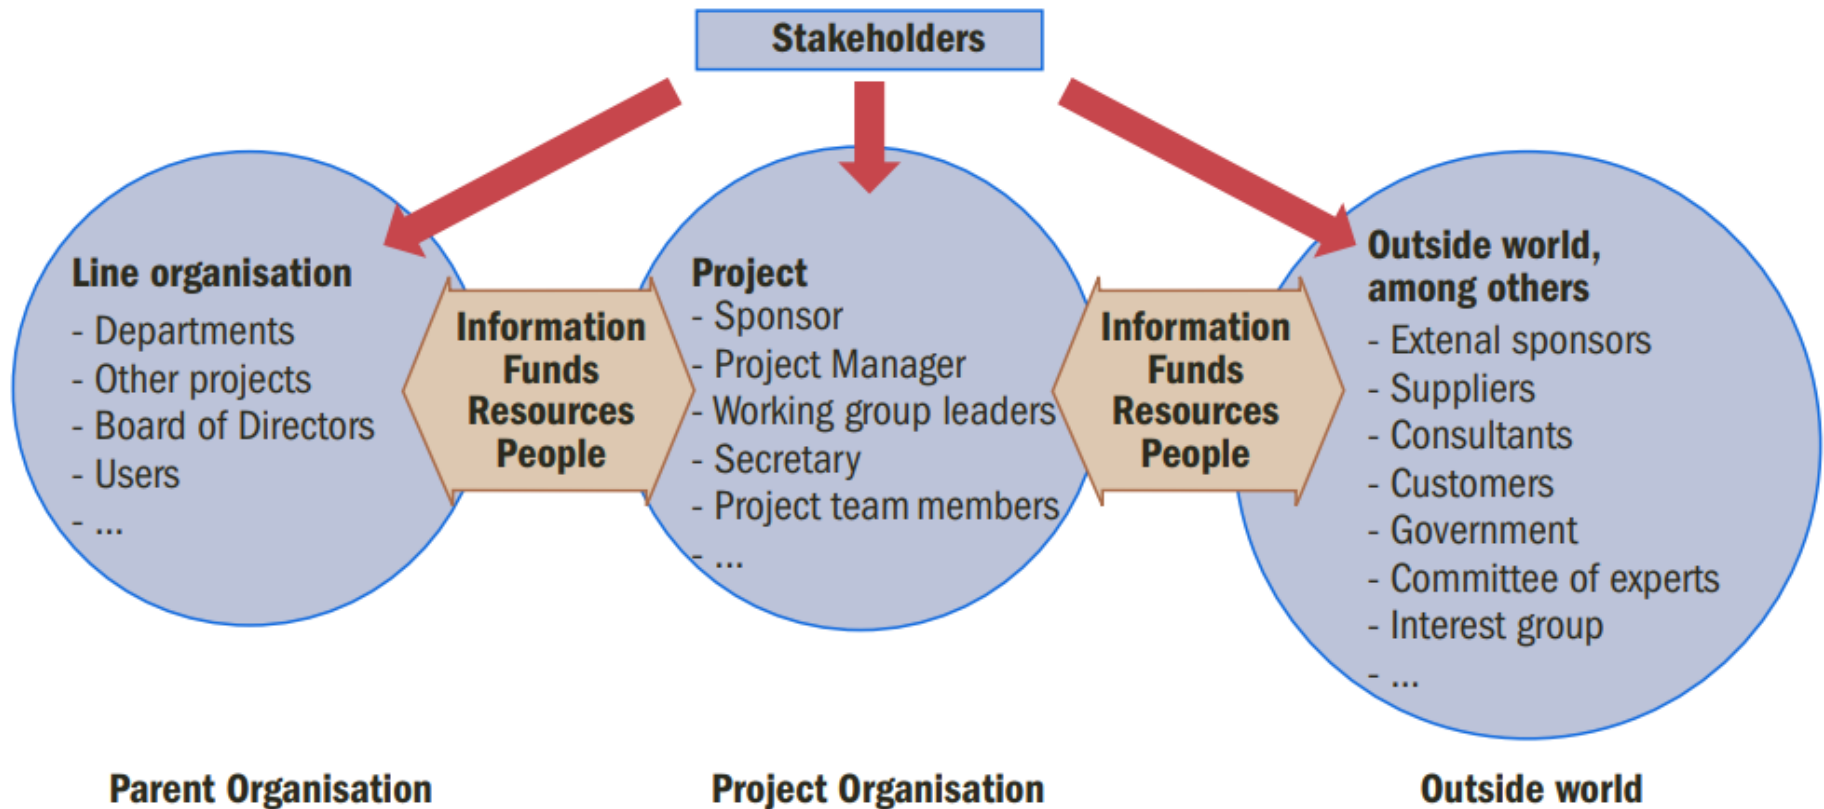 Stakeholders
Line organisation
- Departments
- Other projects
- Board of Directors
- Users
- ...
Information
Funds
Resources
People
Project
- Sponsor
- Project Manager
- Working group leaders
- Secretary
- Project team members
- ...
Information
Funds
Resources
People
Outside world,
among others
- Extenal sponsors
- Suppliers
- Consultants
- Customers
- Government
- Committee of experts
- Interest group
- ...
Parent Organisation
Project Organisation
Outside world